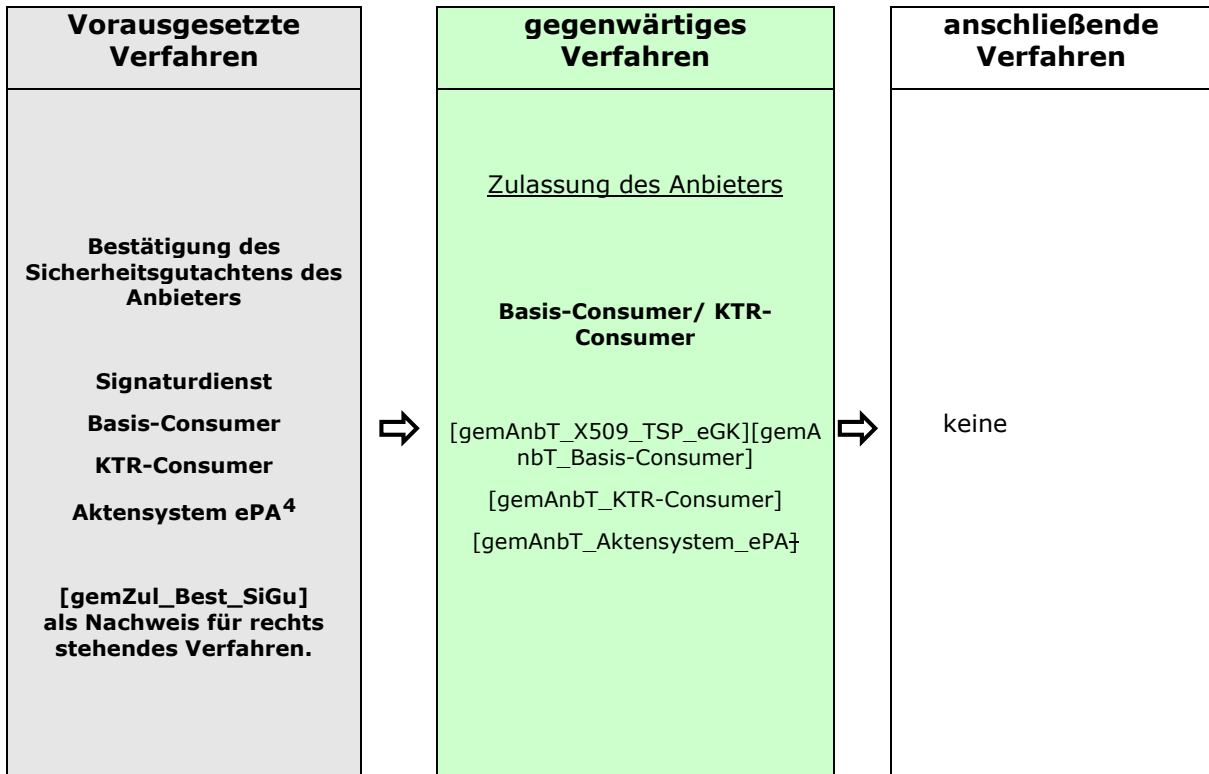 Vorausgesetzte
Verfahren
Bestätigung des
Sicherheitsgutachtens des
Anbieters
Signaturdienst
Basis-Consumer
KTR-Consumer
Aktensystem ePA4
[gemZul_Best_SiGu]
als Nachweis für rechts
stehendes Verfahren.
gegenwärtiges
Verfahren
Zulassung des Anbieters
Basis-Consumer/ KTR-
Consumer
[gemAnbT_X509_TSP_eGK][gemA
nbT_Basis-Consumer]
[gemAnbT_KTR-Consumer]
[gemAnbT_Aktensystem_ePA]
anschließende
Verfahren
keine